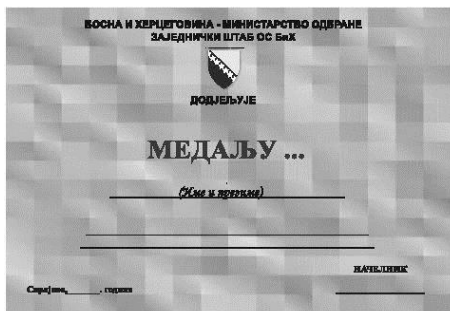 БОСНА И ХЕРЦЕГОВИНА - МИНИСТАРСТВО ОДБРАНЕ
ЗАЈЕДНИЧКИ ШТАБ ОС БиХ
ДОДЈЕЉУЈЕ
МЕДАЉУ ...
(Име и презиме)
НАЧЕЛНИК
Сарајево,______. године